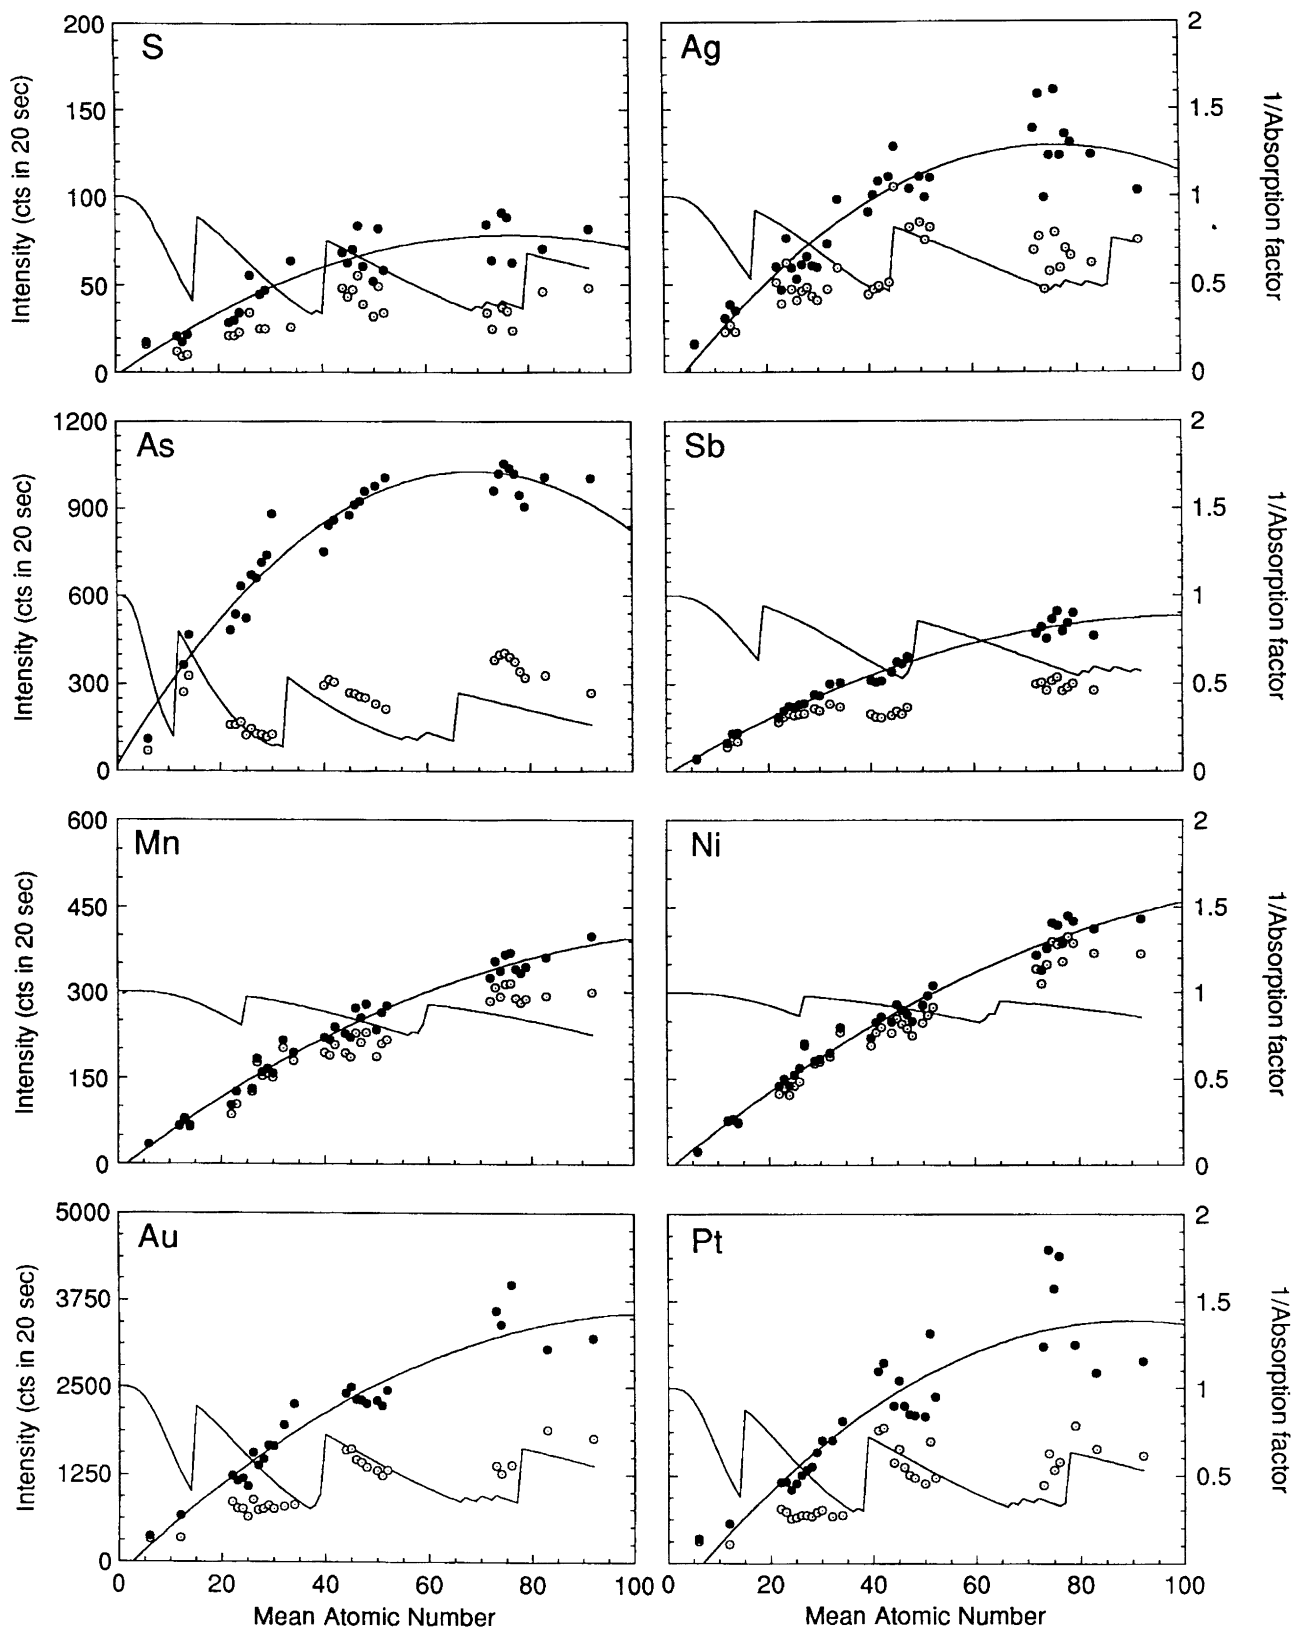 S
200
150
100
50
0
Intensity (cts in 20 sec)
Ag
2
1.5
1
0.5
0
1/Absorption factor
As
1200
900
600
300
0
Intensity (cts in 20 sec)
Sb
2
1.5
1
0.5
0
1/Absorption factor
Mn
600
450
300
150
0
Intensity (cts in 20 sec)
Ni
2
1.5
1
0.5
0
1/Absorption factor
Au
5000
3750
2500
1250
0
Intensity (cts in 20 sec)
0 20 40 60 80 100
Mean Atomic Number
Pt
2
1.5
1
0.5
1/Absorption factor
0 20 40 60 80 100
Mean Atomic Number